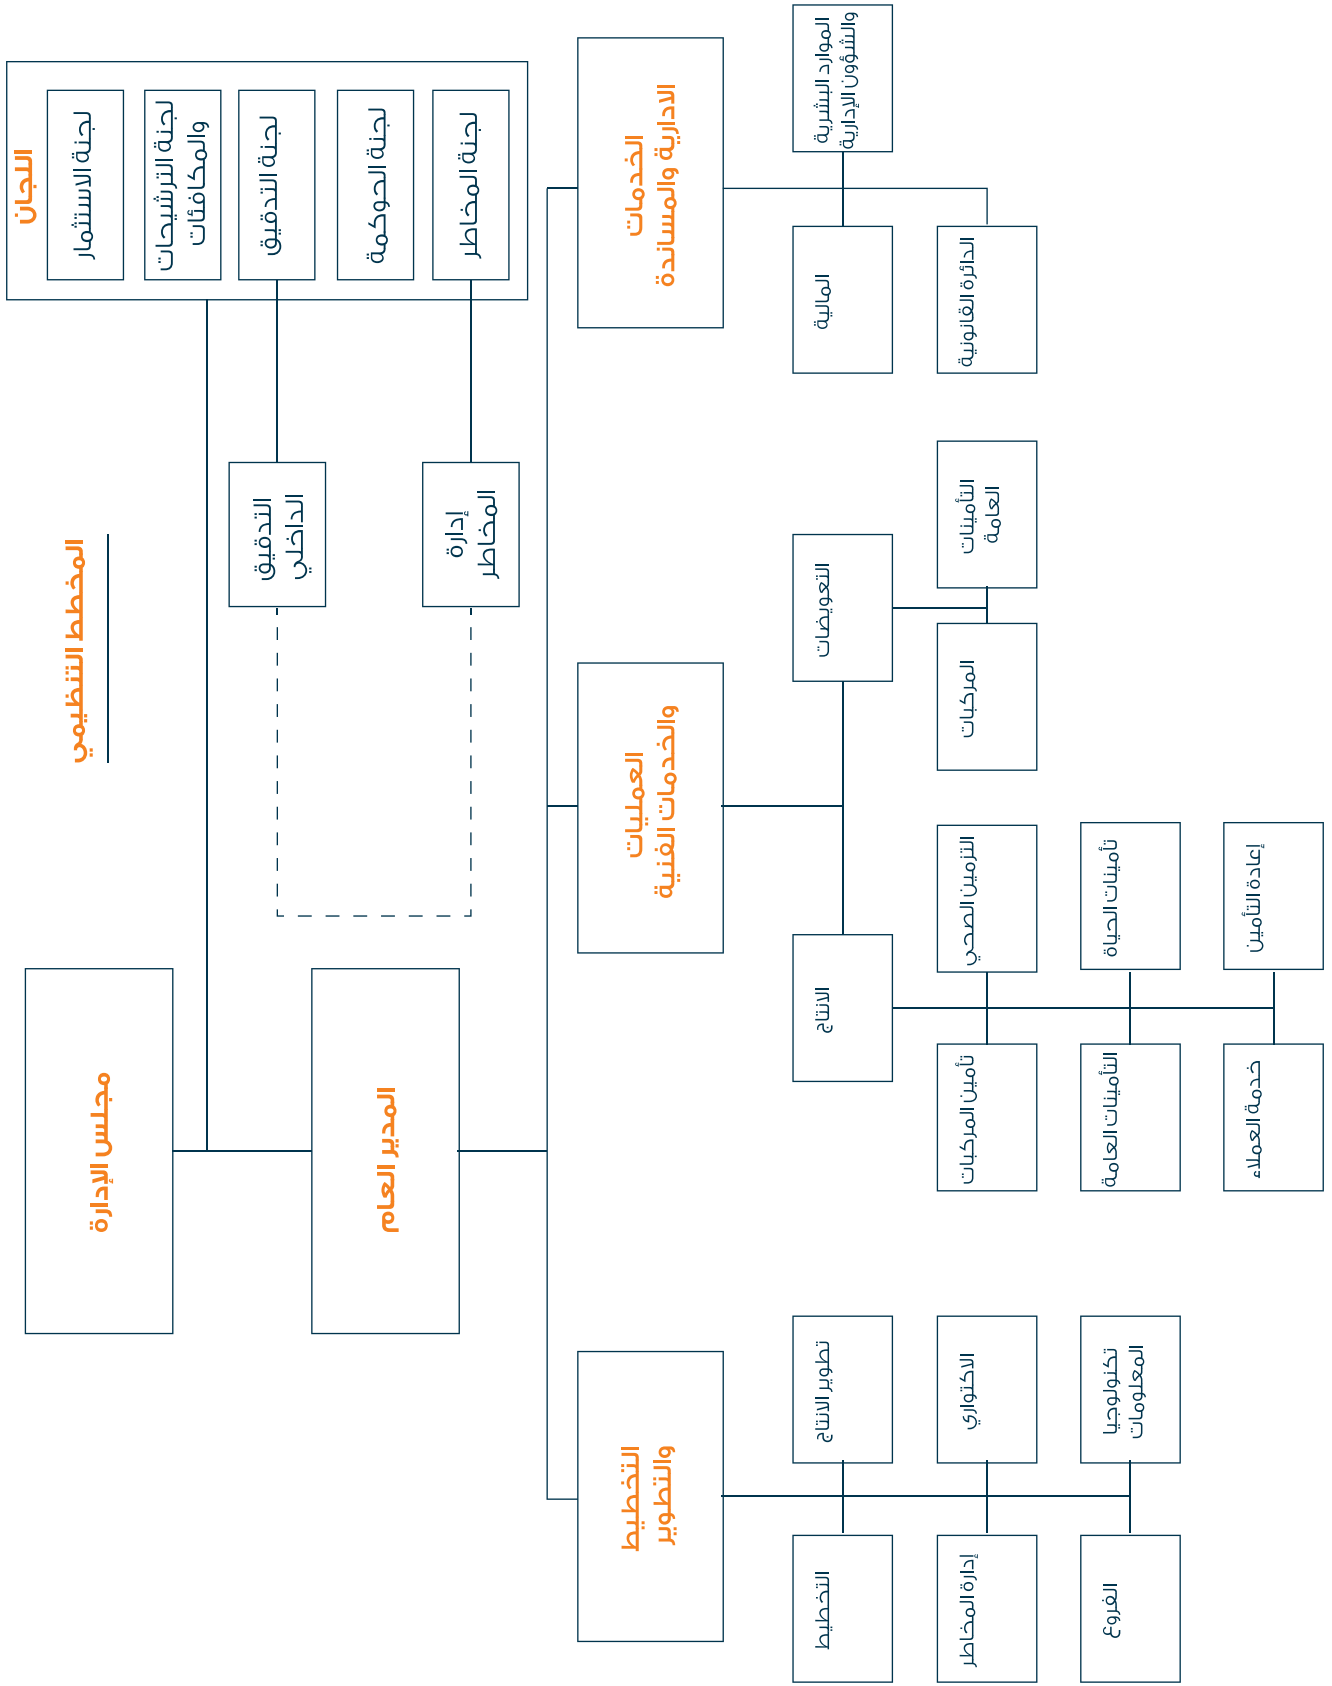 المخطط التنظيمي
اللجان
لجنة الاستثمار
لجنة الترشيحات
والمكافئات
لجنة التدقيق
لجنة الحوكمة
لجنة المخاطر
مجلس الإدارة
المدير العام
التدقيق
الداخلي
إدارة
المخاطر
الخدمات
الادارية والمساندة
الموارد البشرية
والشؤون الإدارية
المالية
الدائرة القانونية
العمليات
والخدمات الفنية
التعويضات
التأمينات
العامة
المركبات
الانتاج
التزمين الصحي
تأمينات الحياة
إعادة التأمين
تأمين المركبات
التأمينات العامة
خدمة العملاء
التخطيط
والتطوير
تطوير الانتاج
الاكتواري
تكنولوجيا
المعلومات
التخطيط
إدارة المخاطر
الفروع